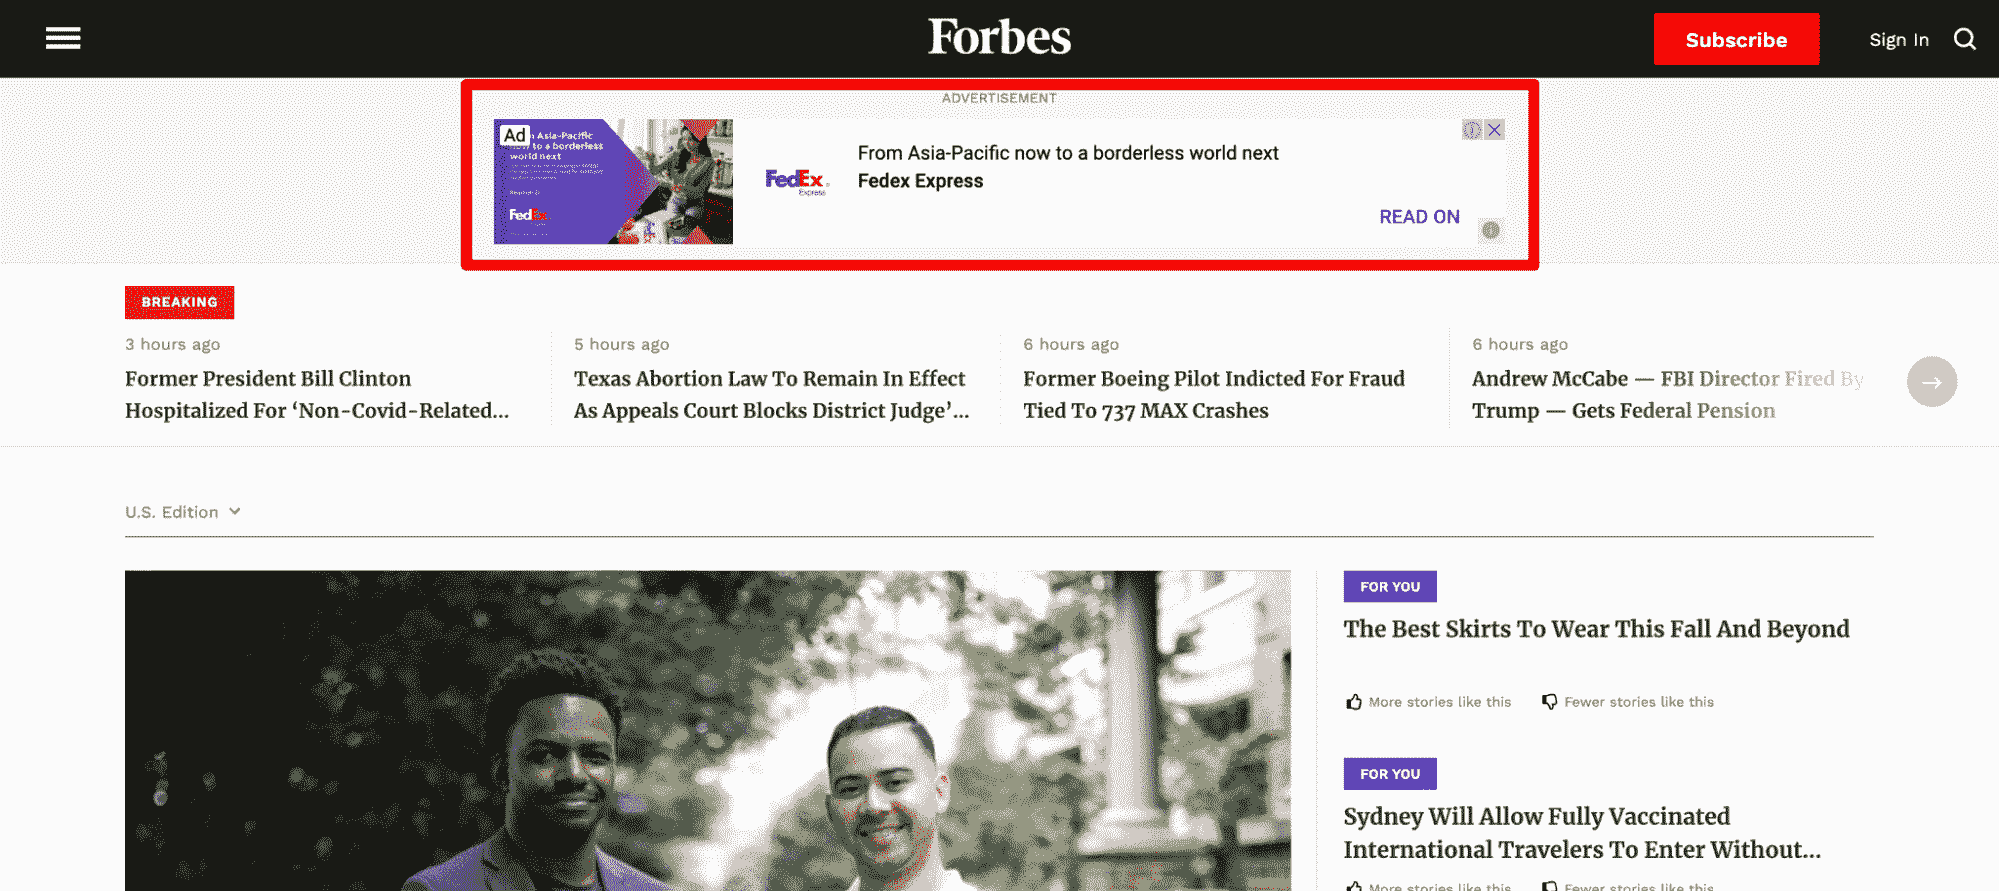 Forbes
Subscribe
Sign In
ADVERTISEMENT
Ad
Asia-Pacific
to a borderless
world next
FedEx
FedEx
Express
From Asia-Pacific now to a borderless world next
Fedex Express
READ ON
BREAKING
3 hours ago
Former President Bill Clinton
Hospitalized For ‘Non-Covid-Related...
5 hours ago
Texas Abortion Law To Remain In Effect
As Appeals Court Blocks District Judge’...
6 hours ago
Former Boeing Pilot Indicted For Fraud
Tied To 737 MAX Crashes
6 hours ago
Andrew McCabe — FBI Director Fired By
Trump — Gets Federal Pension
U.S. Edition
FOR YOU
The Best Skirts To Wear This Fall And Beyond
More stories like this Fewer stories like this
FOR YOU
Sydney Will Allow Fully Vaccinated
International Travelers To Enter Without...
More stories like this Fewer stories like this